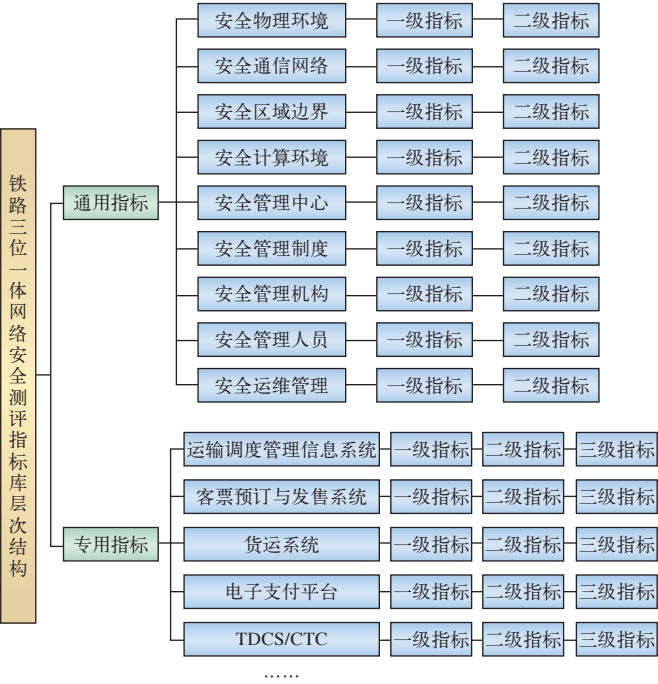 铁路三位一体网络安全测评指标库层次结构
通用指标
安全物理环境 一级指标 二级指标
安全通信网络 一级指标 二级指标
安全区域边界 一级指标 二级指标
安全计算环境 一级指标 二级指标
安全管理中心 一级指标 二级指标
安全管理制度 一级指标 二级指标
安全管理机构 一级指标 二级指标
安全管理人员 一级指标 二级指标
安全运维管理 一级指标 二级指标
专用指标
运输调度管理信息系统 一级指标 二级指标 三级指标
客票预订与发售系统 一级指标 二级指标 三级指标
货运系统 一级指标 二级指标 三级指标
电子支付平台 一级指标 二级指标 三级指标
TDCS/CTC 一级指标 二级指标 三级指标
……